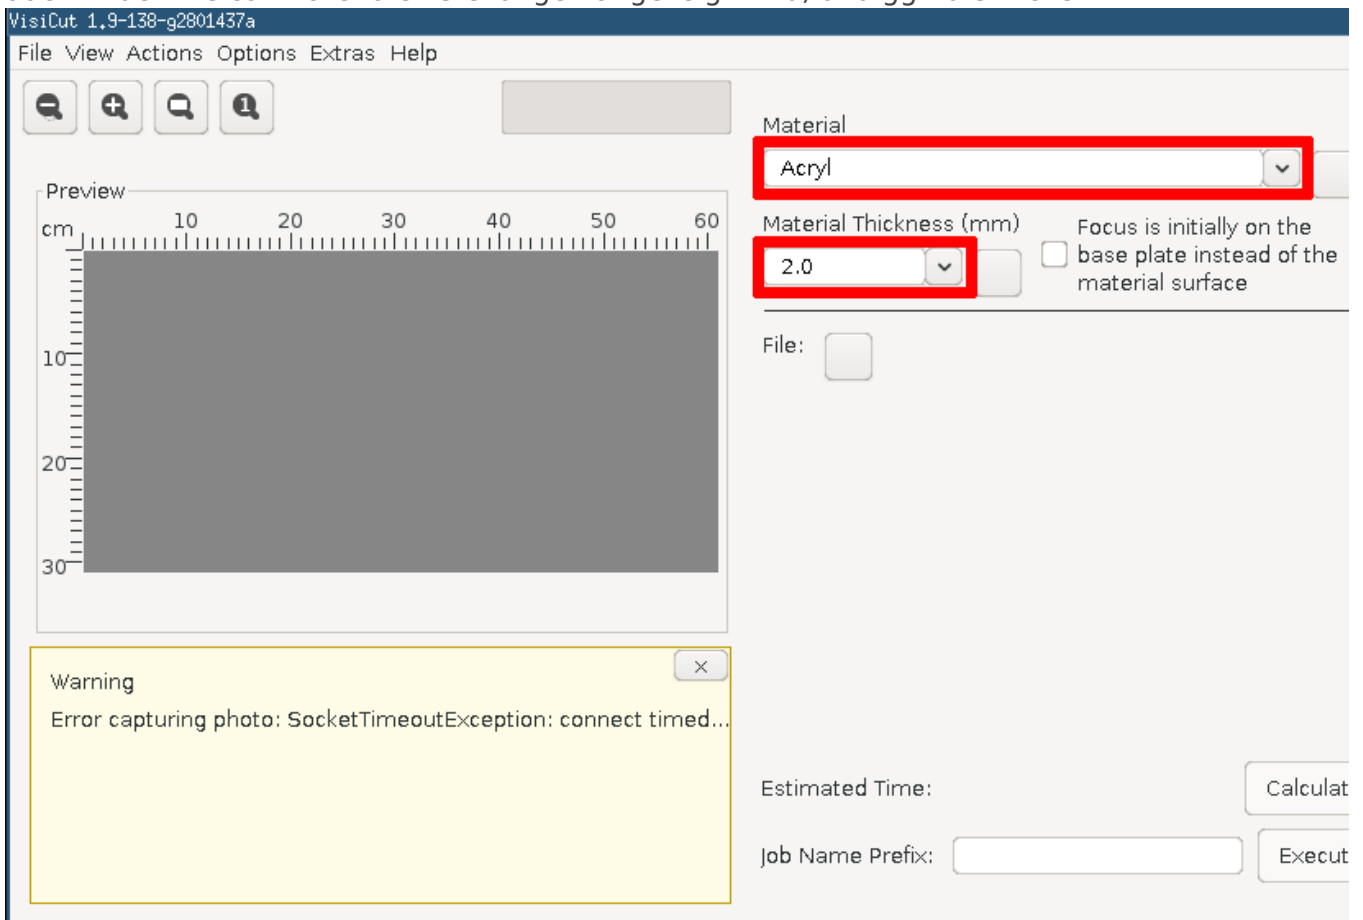 VisiCut 1.9-138-g2801437a
File View Actions Options Extras Help
1
Material
Acryl
Preview
cm 10 20 30 40 50 60
10
20
30
Material Thickness (mm)
2.0
Focus is initially on the
base plate instead of the
material surface
File:
Warning
Error capturing photo: SocketTimeoutException: connect timed...
Estimated Time:
Calculat
Job Name Prefix:
Execut